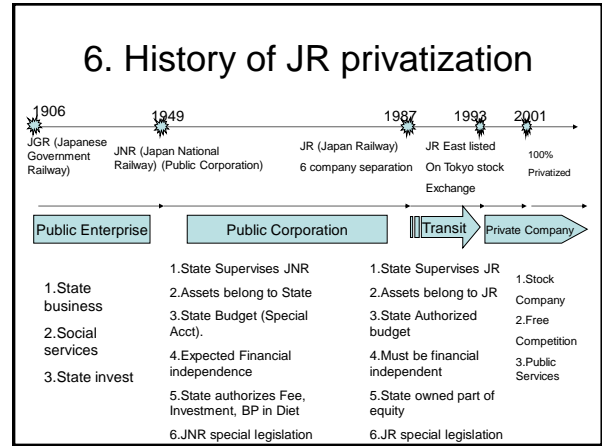 6. History of JR privatization
1906
1949
1987
1993
2001
JGR (Japanese
Government
Railway)
JNR (Japan National
Railway) (Public Corporation)
JR (Japan Railway)
6 company separation
JR East listed
On Tokyo stock
Exchange
100%
Privatized
Public Enterprise
Public Corporation
Transit
Private Company
1.State
business
2.Social
services
3.State invest
1.State Supervises JNR
2.Assets belong to State
3.State Budget (Special
Acct).
4.Expected Financial
independence
5.State authorizes Fee,
Investment, BP in Diet
6.JNR special legislation
1.State Supervises JR
2.Assets belong to JR
3.State Authorized
budget
4.Must be financial
independent
5.State owned part of
equity
6.JR special legislation
1.Stock
Company
2.Free
Competition
3.Public
Services